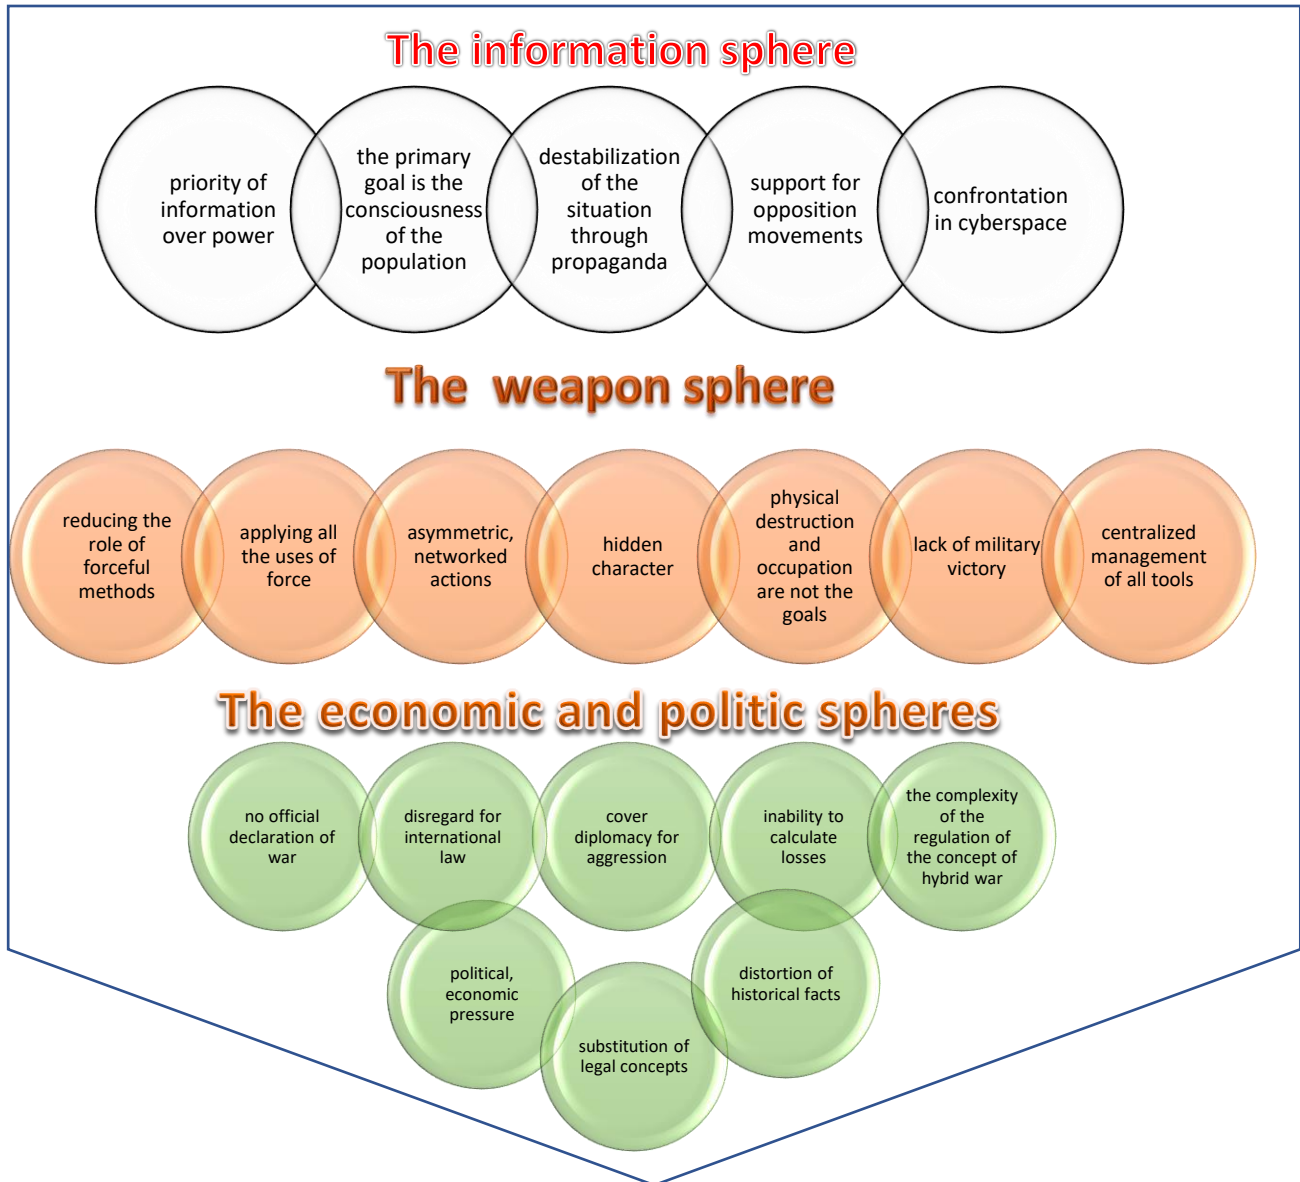 The information sphere
priority of
information
over power
the primary
goal is the
consciousness
of the
population
destabilization
of the
situation
through
propaganda
support for
opposition
movements
confrontation
in cyberspace
The weapon sphere
reducing the
role of
forceful
methods
applying all
the uses of
force
asymmetric,
networked
actions
hidden
character
physical
destruction
and
occupation
are not the
goals
lack of military
victory
centralized
management
of all tools
The economic and politic spheres
no official
declaration of
war
disregard for
international
law
cover
diplomacy for
aggression
inability to
calculate
losses
the complexity
of the
regulation of
the concept of
hybrid war
political,
economic
pressure
substitution of
legal concepts
distortion of
historical facts